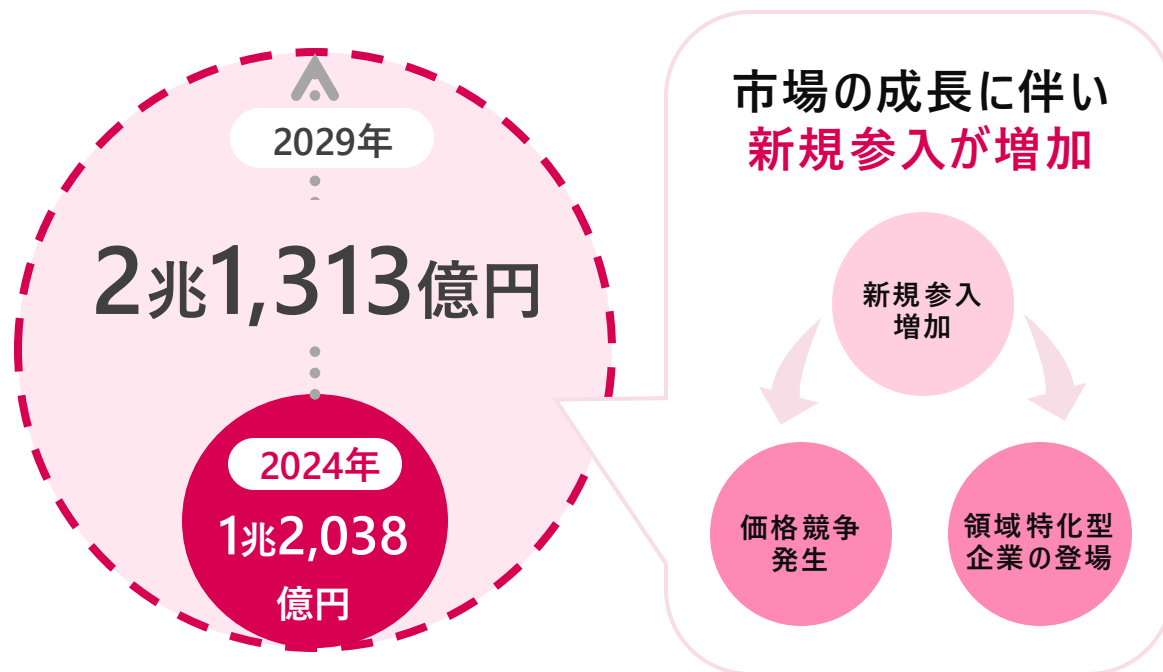 2029年
2兆1,313億円
2024年
1兆2,038
億円
市場の成長に伴い
新規参入が増加
新規参入
増加
価格競争
発生
領域特化型
企業の登場